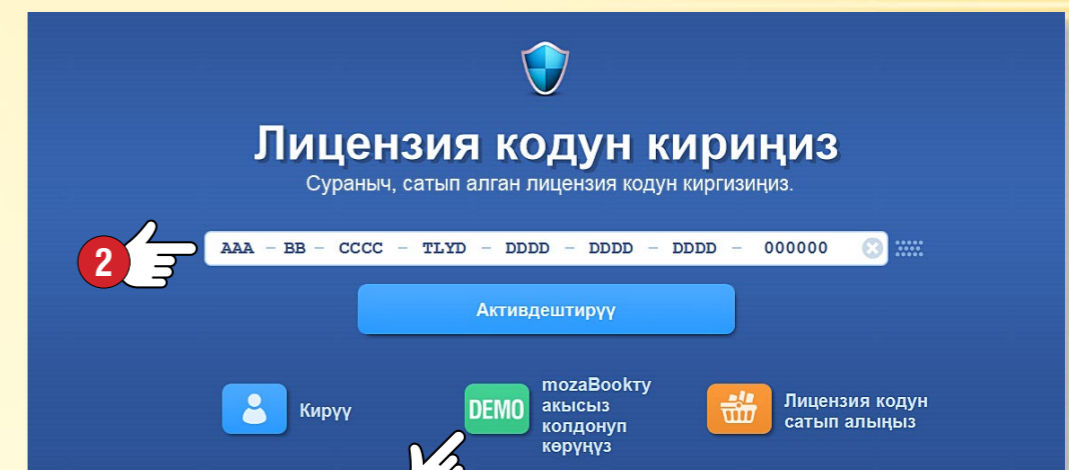 Лицензия кодун кириңиз
Сураныч, сатып алган лицензия кодун киргизиңиз.
2
AAA – BB – CCCC – TLYD – DDDD – DDDD – DDDD – 000000
Активдештирүү
Кирүү
DEMO
mozaBookту
акысыз
колдонуп
көрүңүз
Лицензия кодун
сатып алыңыз